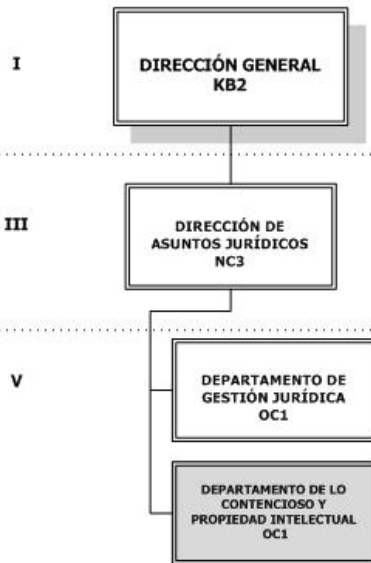 I
DIRECCIÓN GENERAL
KB2
III
DIRECCIÓN DE
ASUNTOS JURÍDICOS
NC3
V
DEPARTAMENTO DE
GESTIÓN JURÍDICA
OC1
DEPARTAMENTO DE LO
CONTENCIOSO Y
PROPIEDAD INTELECTUAL
OC1